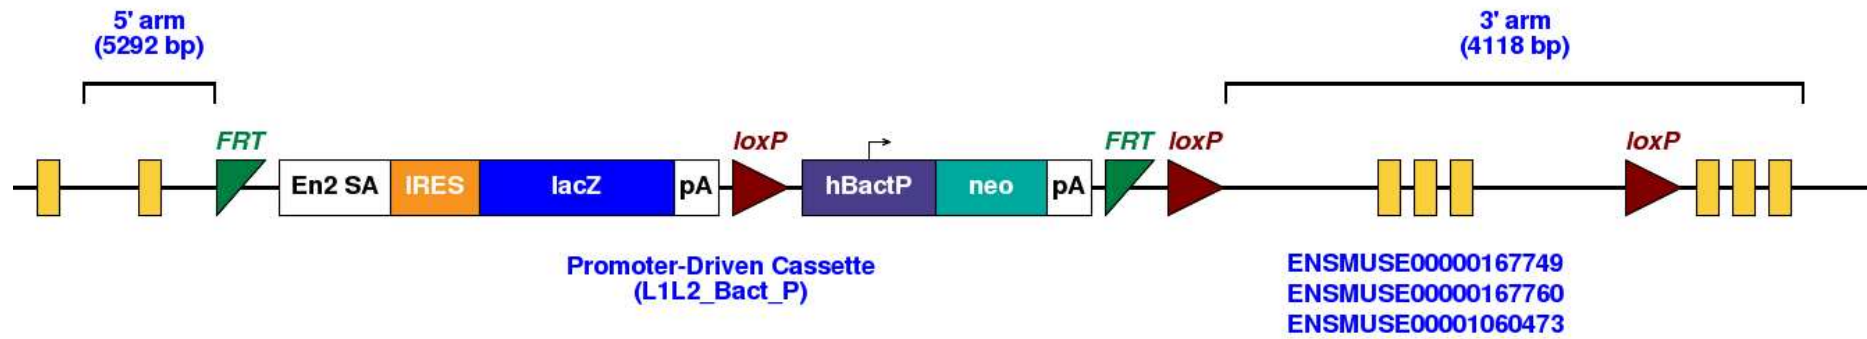 5' arm
(5292 bp)
3' arm
(4118 bp)
FRT
loxP
FRT
loxP
loxP
En2 SA
IRES
lacZ
pA
hBactP
neo
pA
Promoter-Driven Cassette
(L1L2_Bact_P)
ENSMUSE00000167749
ENSMUSE00000167760
ENSMUSE00001060473